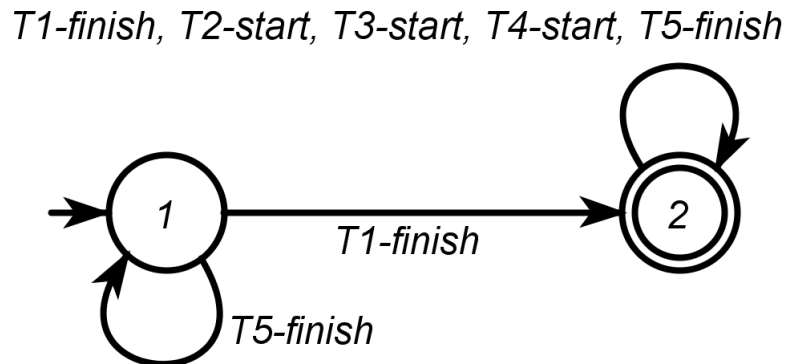 T1-finish, T2-start, T3-start, T4-start, T5-finish
1
2
T1-finish
T5-finish